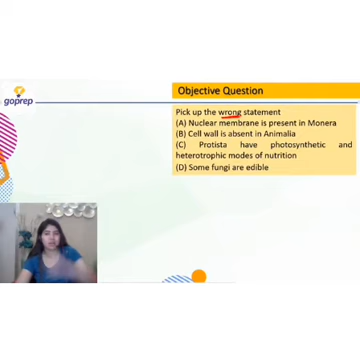 goprep
Objective Question
Pick up the wrong statement
(A) Nuclear membrane is present in Monera
(B) Cell wall is absent in Animalia
(C) Protista have photosynthetic and
heterotrophic modes of nutrition
(D) Some fungi are edible